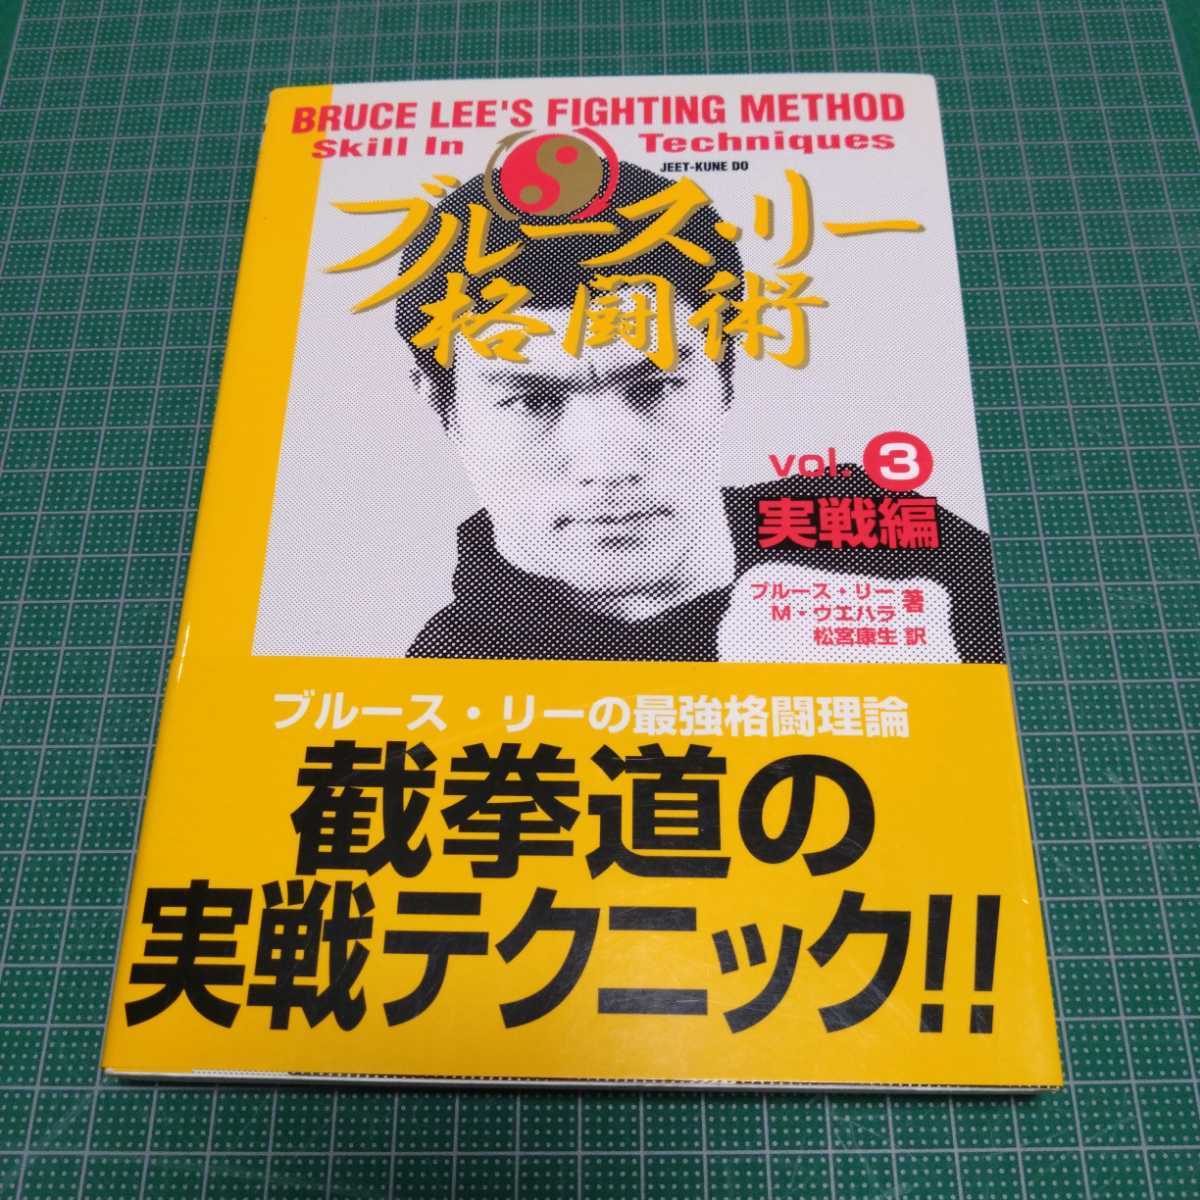 BRUCE LEE'S FIGHTING METHOD
Skill In Techniques
JEET-KUNE DO
ブルース・リー
格闘術
vol. 3
実戦編
ブルース・リー
M・ウエハラ 著
松宮康生 訳
ブルース・リーの最強格闘理論
截拳道の
実戦テクニック!!